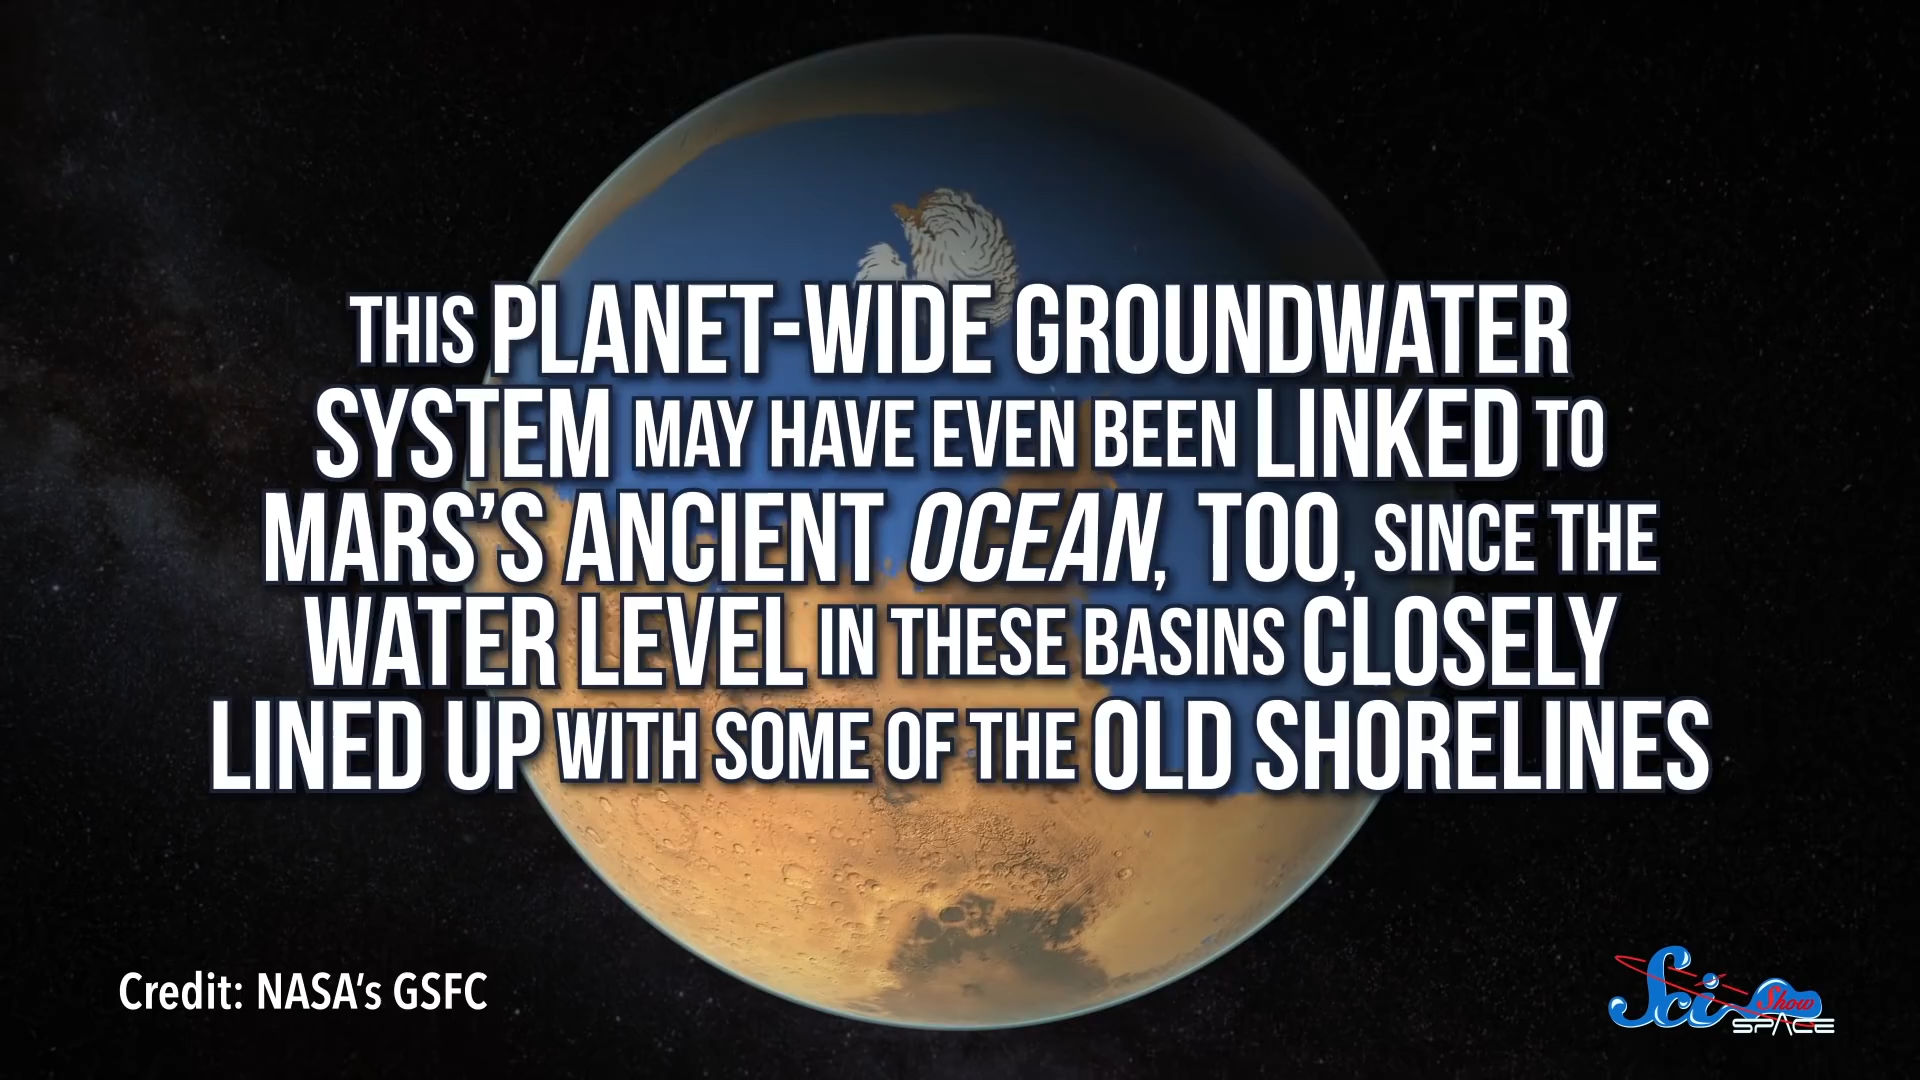 THIS PLANET-WIDE GROUNDWATER
SYSTEM MAY HAVE EVEN BEEN LINKED TO
MARS'S ANCIENT OCEAN, TOO, SINCE THE
WATER LEVEL IN THESE BASINS CLOSELY
LINED UP WITH SOME OF THE OLD SHORELINES
Credit: NASA's GSFC
Sci Show
SPACE